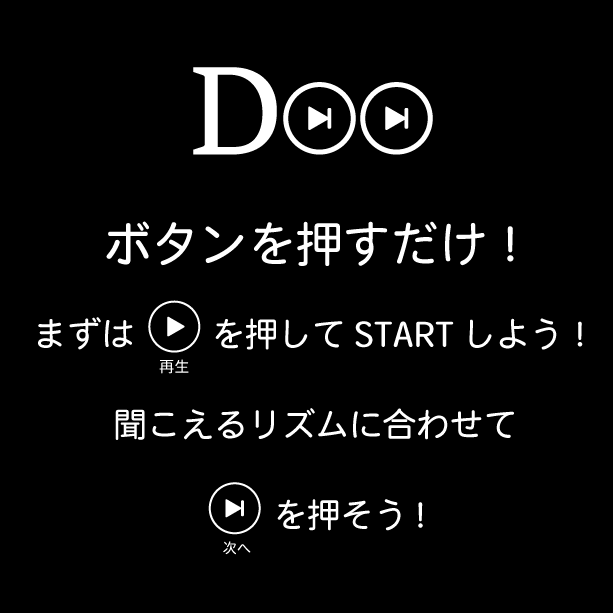 D⏭⏭
ボタンを押すだけ！
まずは ▶ を押して START しよう！
再生
聞こえるリズムに合わせて
⏭ を押そう！
次へ